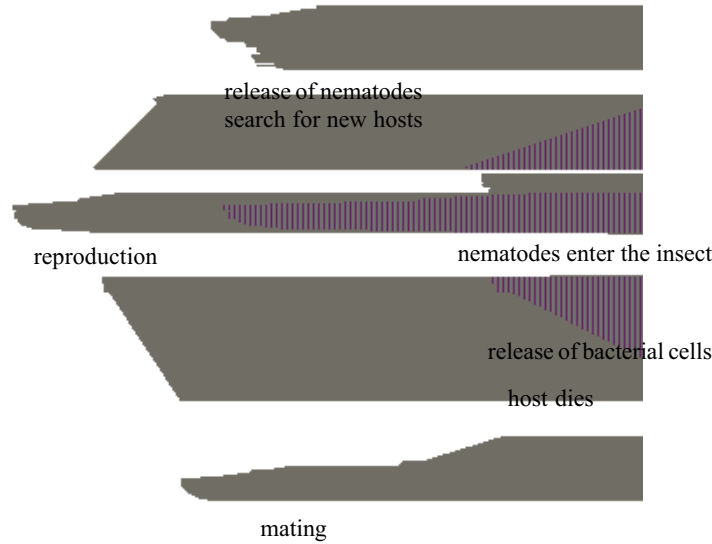 release of nematodes
search for new hosts
reproduction
nematodes enter the insect
release of bacterial cells
host dies
mating